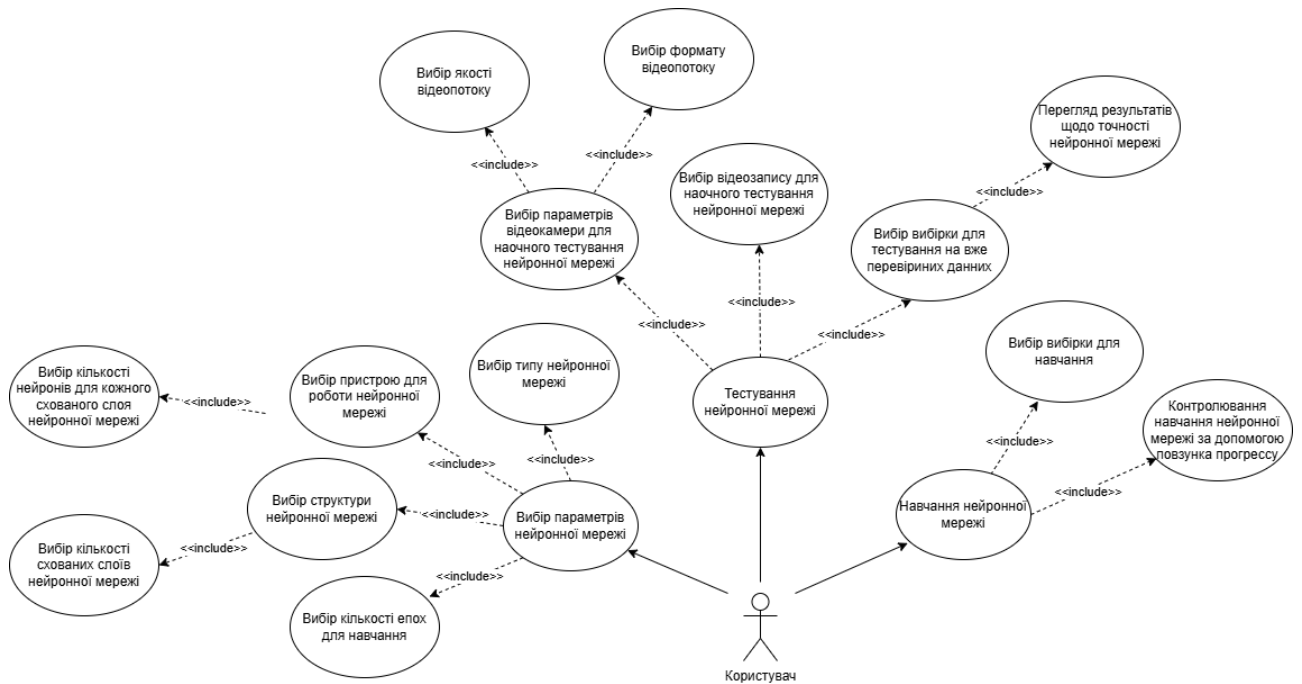 Вибір формату
відеопотоку
Вибір якості
відеопотоку
Перегляд результатів
щодо точності
нейронної мережі
<<include>>
<<include>>
Вибір відеозапису для
наочного тестування
нейронної мережі
<<include>>
Вибір параметрів
відеокамери для
наочного тестування
нейронної мережі
Вибір вибірки для
тестування на вже
перевіриних данних
<<include>>
<<include>>
<<include>>
Вибір вибірки для
навчання
Вибір типу нейронної
мережі
Вибір кількості
нейронів для кожного
схованого слоя
нейронної мережі
<<include>>
Вибір пристрою для
роботи нейронної
мережі
Тестування
нейронної мережі
Контролювання
навчання нейронної
мережі за допомогою
повзунка прогрессу
<<include>>
<<include>>
<<include>>
<<include>>
Вибір структури
нейронної мережі
<<include>>
Вибір параметрів
нейронної мережі
Навчання нейронної
мережі
Вибір кількості
схованих слоїв
нейронної мережі
<<include>>
<<include>>
Вибір кількості епох
для навчання
Користувач